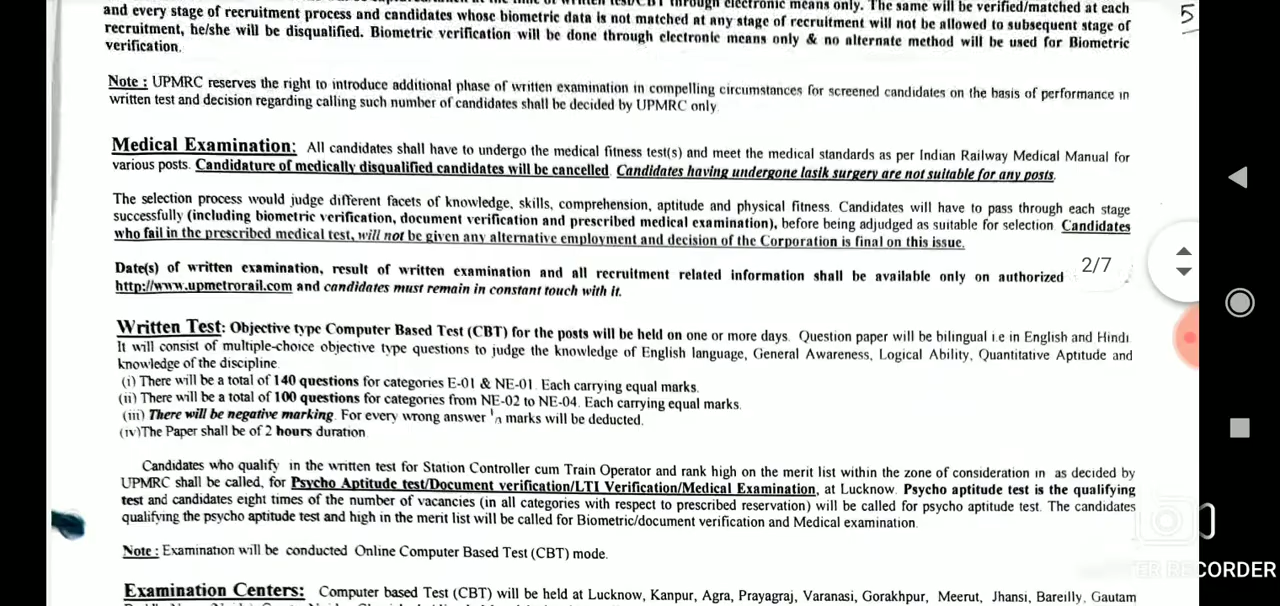 through electronic means only. The same will be verified/matched at each
and every stage of recruitment process and candidates whose biometric data is not matched at any stage of recruitment will not be allowed to subsequent stage of
recruitment, he/she will be disqualified. Biometric verification will be done through electronic means only & no alternate method will be used for Biometric
verification.
5
Note : UPMRC reserves the right to introduce additional phase of written examination in compelling circumstances for screened candidates on the basis of performance in
written test and decision regarding calling such number of candidates shall be decided by UPMRC only.
Medical Examination: All candidates shall have to undergo the medical fitness test(s) and meet the medical standards as per Indian Railway Medical Manual for
various posts. Candidature of medically disqualified candidates will be cancelled. Candidates having undergone lasik surgery are not suitable for any posts.
The selection process would judge different facets of knowledge, skills, comprehension, aptitude and physical fitness. Candidates will have to pass through each stage
successfully (including biometric verification, document verification and prescribed medical examination), before being adjudged as suitable for selection. Candidates
who fail in the prescribed medical test, will not be given any alternative employment and decision of the Corporation is final on this issue.
Date(s) of written examination, result of written examination and all recruitment related information shall be available only on authorized
http://www.upmetrorail.com and candidates must remain in constant touch with it.
2/7
Written Test: Objective type Computer Based Test (CBT) for the posts will be held on one or more days. Question paper will be bilingual i.e in English and Hindi.
It will consist of multiple-choice objective type questions to judge the knowledge of English language, General Awareness, Logical Ability, Quantitative Aptitude and
knowledge of the discipline.
(i) There will be a total of 140 questions for categories E-01 & NE-01. Each carrying equal marks.
(ii) There will be a total of 100 questions for categories from NE-02 to NE-04. Each carrying equal marks.
(iii) There will be negative marking. For every wrong answer marks will be deducted.
(iv)The Paper shall be of 2 hours duration
Candidates who qualify in the written test for Station Controller cum Train Operator and rank high on the merit list within the zone of consideration in as decided by
UPMRC shall be called, for Psycho Aptitude test/Document verification/LTI Verification/Medical Examination, at Lucknow. Psycho aptitude test is the qualifying
test and candidates eight times of the number of vacancies (in all categories with respect to prescribed reservation) will be called for psycho aptitude test. The candidates
qualifying the psycho aptitude test and high in the merit list will be called for Biometric/document verification and Medical examination.
Note : Examination will be conducted Online Computer Based Test (CBT) mode.
Examination Centers: Computer based Test (CBT) will be held at Lucknow, Kanpur, Agra, Prayagraj, Varanasi, Gorakhpur, Meerut, Jhansi, Bareilly, Gautam
RECORDER